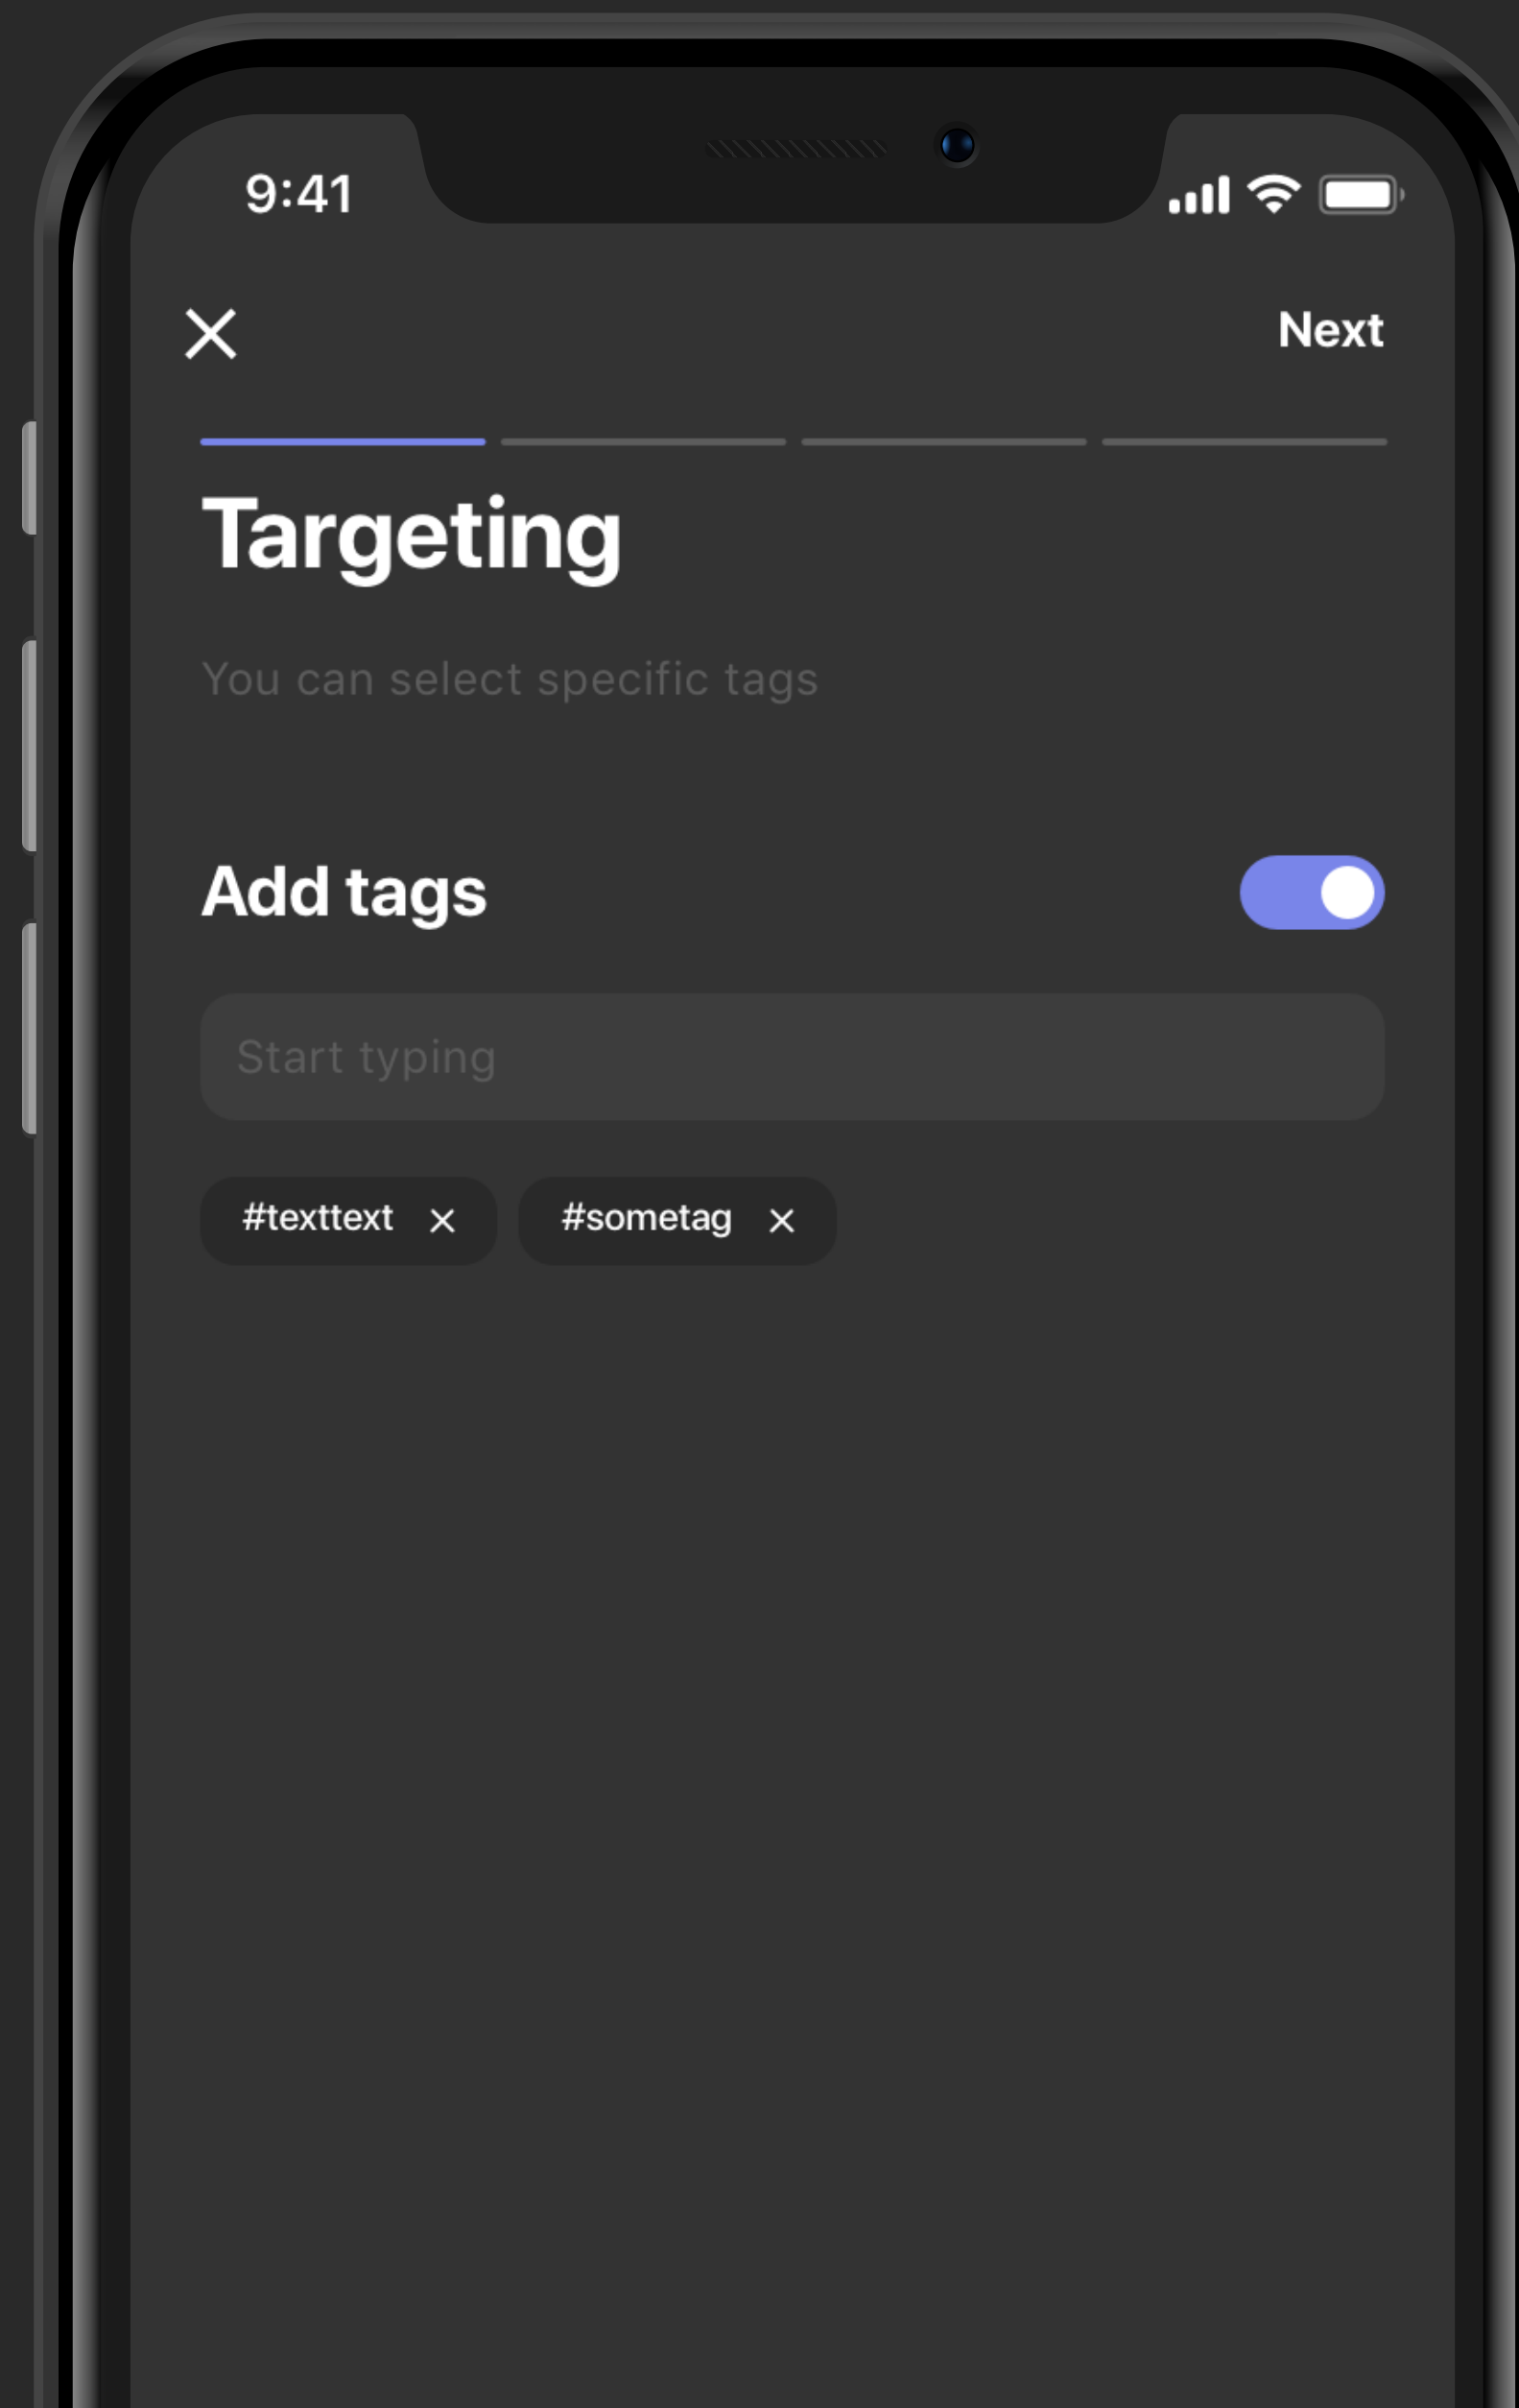 9:41
Next
Targeting
You can select specific tags
Add tags
Start typing
#texttext
#sometag